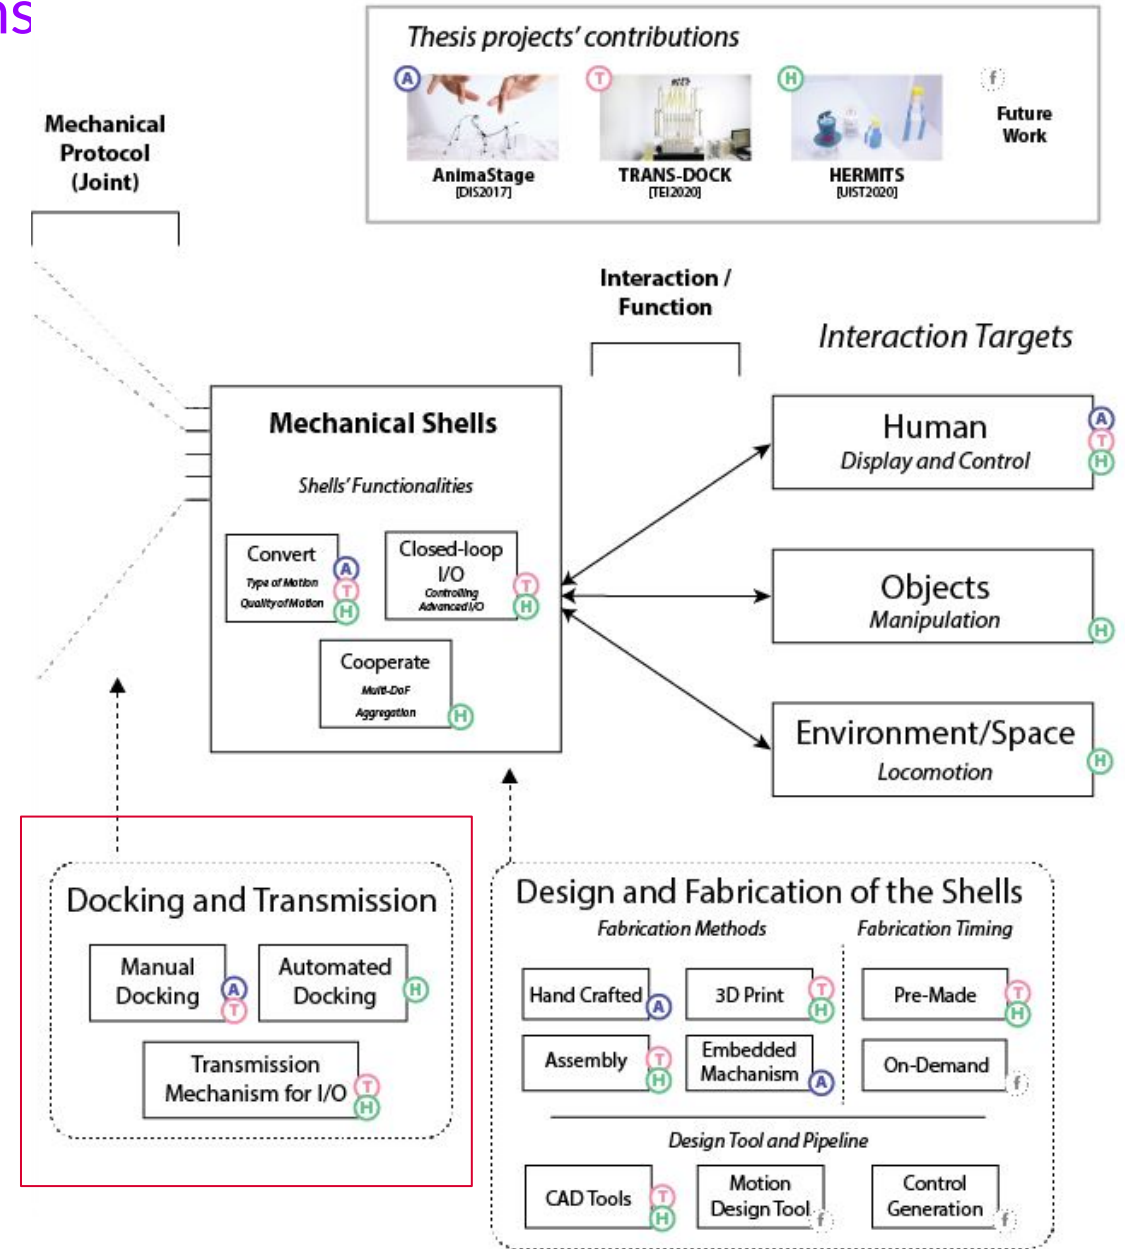 ns
Thesis projects' contributions
A
T
H
f
Future
Work
AnimaStage
[DIS2017]
TRANS-DOCK
[TEI2020]
HERMITS
[UIST2020]
Mechanical
Protocol
(Joint)
Interaction /
Function
Interaction Targets
Mechanical Shells
Shells' Functionalities
Convert
Type of Motion
Quality of Motion
A
T
H
Closed-loop
I/O
Controlling
Advanced I/O
T
H
Cooperate
Multi-DoF
Aggregation
H
Human
Display and Control
A
T
H
Objects
Manipulation
H
Environment/Space
Locomotion
H
Docking and Transmission
Manual
Docking
A
T
Automated
Docking
H
Transmission
Mechanism for I/O
T
H
Design and Fabrication of the Shells
Fabrication Methods
Fabrication Timing
Hand Crafted
A
3D Print
T
H
Pre-Made
T
H
Assembly
T
H
Embedded
Machanism
A
On-Demand
f
Design Tool and Pipeline
CAD Tools
T
H
Motion
Design Tool
f
Control
Generation
f